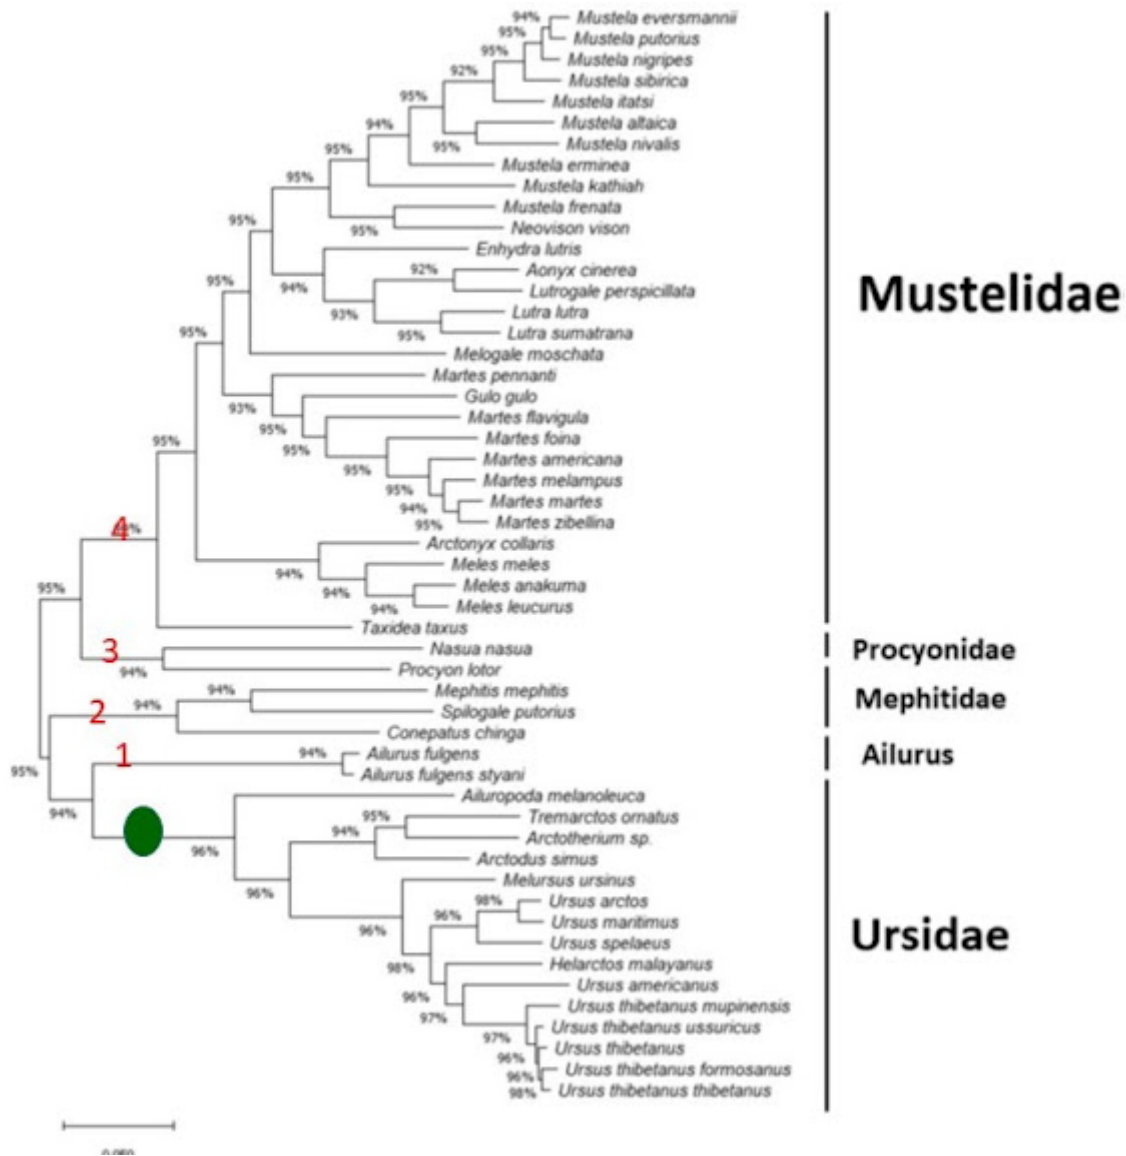 94% Mustela eversmannii
95% Mustela putorius
Mustela nigripes
95%
Mustela sibirica
92%
Mustela itatsi
95%
Mustela altaica
94%
95% Mustela nivalis
95%
Mustela erminea
95%
Mustela kathiah
Mustela frenata
95%
95% Neovison vison
Enhydra lutris
92% Aonyx cinerea
95%
94% Lutrogale perspicillata
Mustelidae
93% Lutra lutra
95% Lutra sumatrana
95%
Melogale moschata
Martes pennanti
Gulo gulo
93%
Martes flavigula
95%
95% Martes foina
95%
Martes americana
95%
Martes melampus
95%
Martes martes
94%
95% Martes zibellina
4
Arctonyx collaris
Meles meles
94%
Meles anakuma
94%
95%
94% Meles leucurus
Taxidea taxus
3 Nasua nasua
Procyonidae
94% Procyon lotor
94% Mephitis mephitis
Mephitidae
2 94% Spilogale putorius
Conepatus chinga
1 94% Ailurus fulgens
Ailurus
95%
Ailurus fulgens styani
Ailuropoda melanoleuca
94%
95% Tremarctos ornatus
94%
Arctotherium sp.
96%
Arctodus simus
Melursus ursinus
96%
98% Ursus arctos
96% Ursus maritimus
96%
Ursidae
Ursus spelaeus
98% Helarctos malayanus
Ursus americanus
96%
Ursus thibetanus mupinensis
97%
Ursus thibetanus ussuricus
97%
Ursus thibetanus
96%
Ursus thibetanus formosanus
96%
98% Ursus thibetanus thibetanus